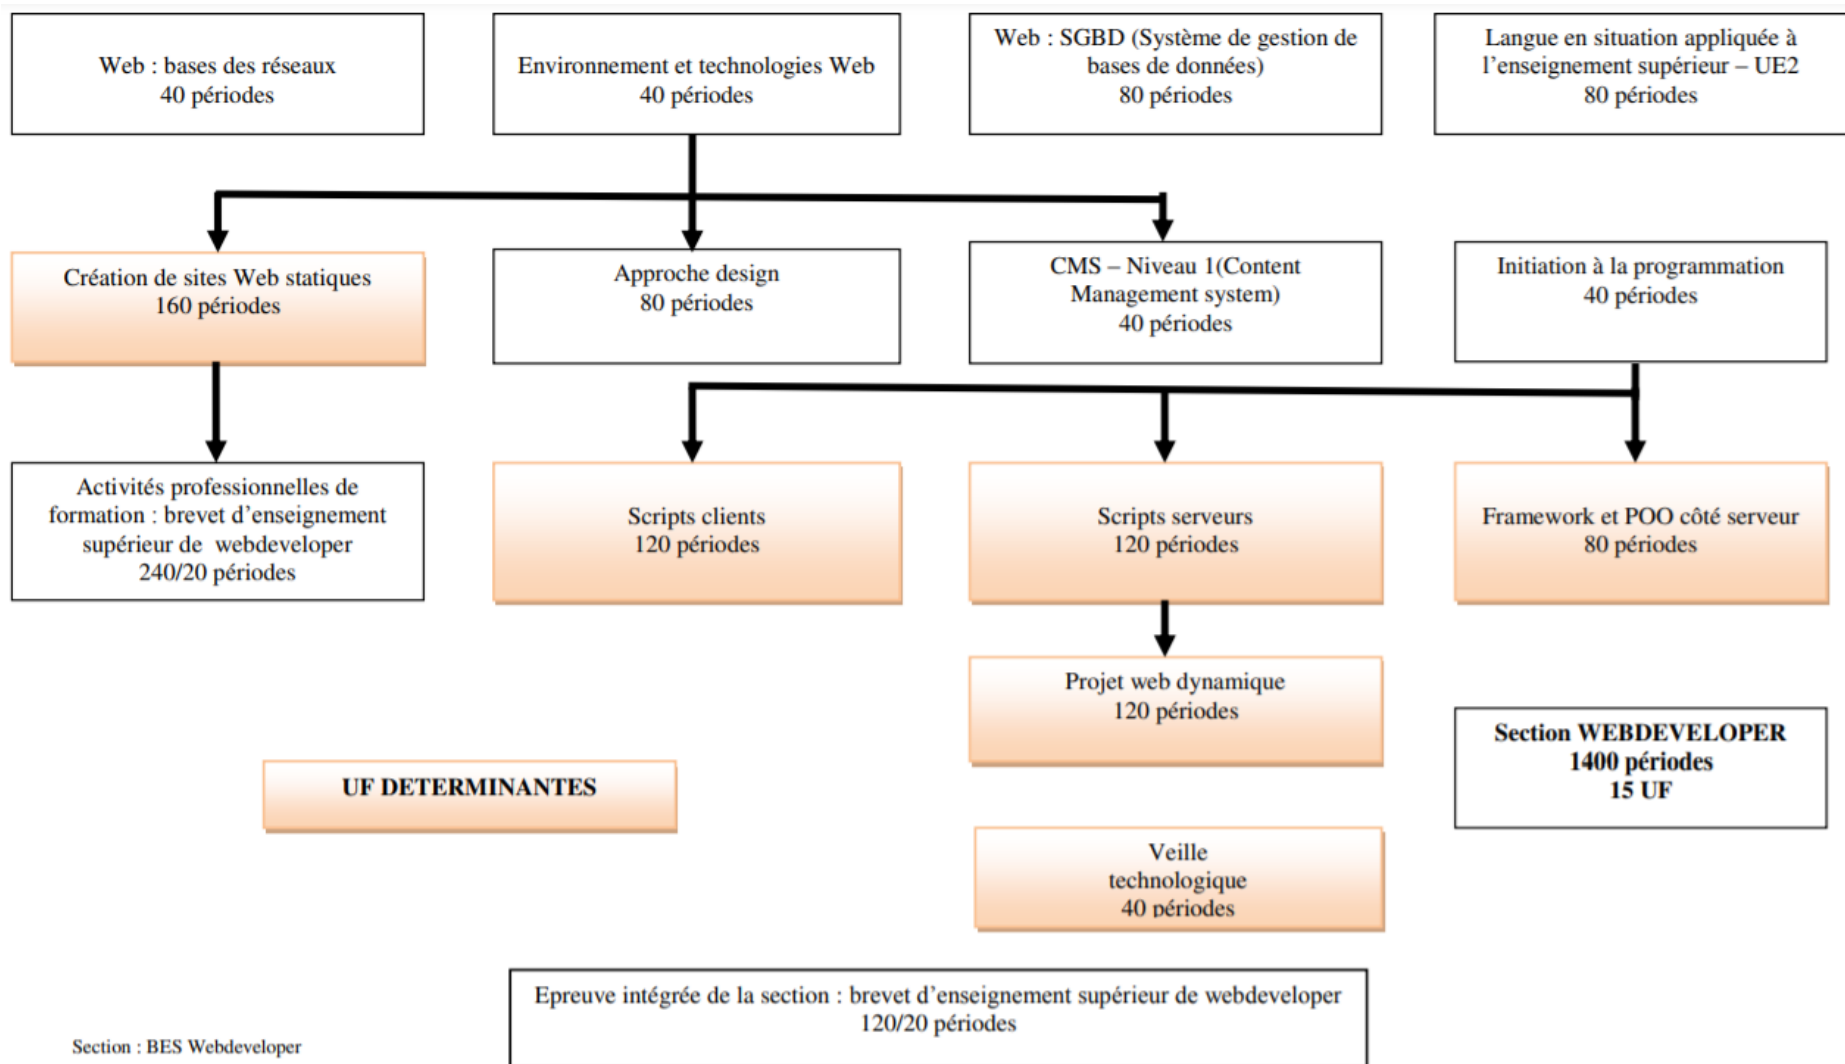 Web : bases des réseaux
40 périodes
Environnement et technologies Web
40 périodes
Web : SGBD (Système de gestion de
bases de données)
80 périodes
Langue en situation appliquée à
l’enseignement supérieur – UE2
80 périodes
Création de sites Web statiques
160 périodes
Approche design
80 périodes
CMS – Niveau 1(Content
Management system)
40 périodes
Initiation à la programmation
40 périodes
Activités professionnelles de
formation : brevet d’enseignement
supérieur de webdeveloper
240/20 périodes
Scripts clients
120 périodes
Scripts serveurs
120 périodes
Framework et POO côté serveur
80 périodes
Projet web dynamique
120 périodes
Section WEBDEVELOPER
1400 périodes
15 UF
UF DETERMINANTES
Veille
technologique
40 périodes
Epreuve intégrée de la section : brevet d’enseignement supérieur de webdeveloper
120/20 périodes
Section : BES Webdeveloper